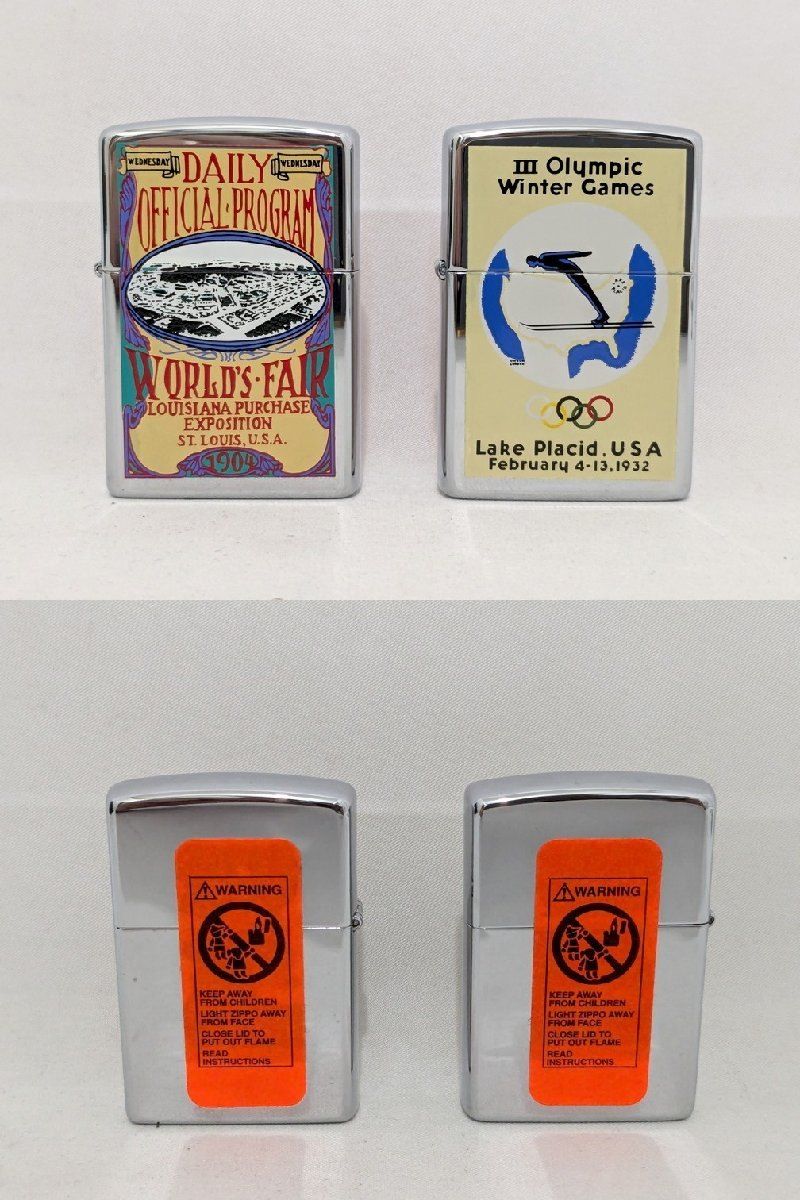 WEDNESDAY DAILY WEDNESDAY
OFFICIAL·PROGRAM
WORLD'S·FAIR
LOUISIANA PURCHASE
EXPOSITION
ST. LOUIS, U.S.A.
1904
III Olympic
Winter Games
Lake Placid, USA
February 4-13, 1932
WARNING
KEEP AWAY
FROM CHILDREN
LIGHT ZIPPO AWAY
FROM FACE
CLOSE LID TO
PUT OUT FLAME
READ
INSTRUCTIONS
WARNING
KEEP AWAY
FROM CHILDREN
LIGHT ZIPPO AWAY
FROM FACE
CLOSE LID TO
PUT OUT FLAME
READ
INSTRUCTIONS